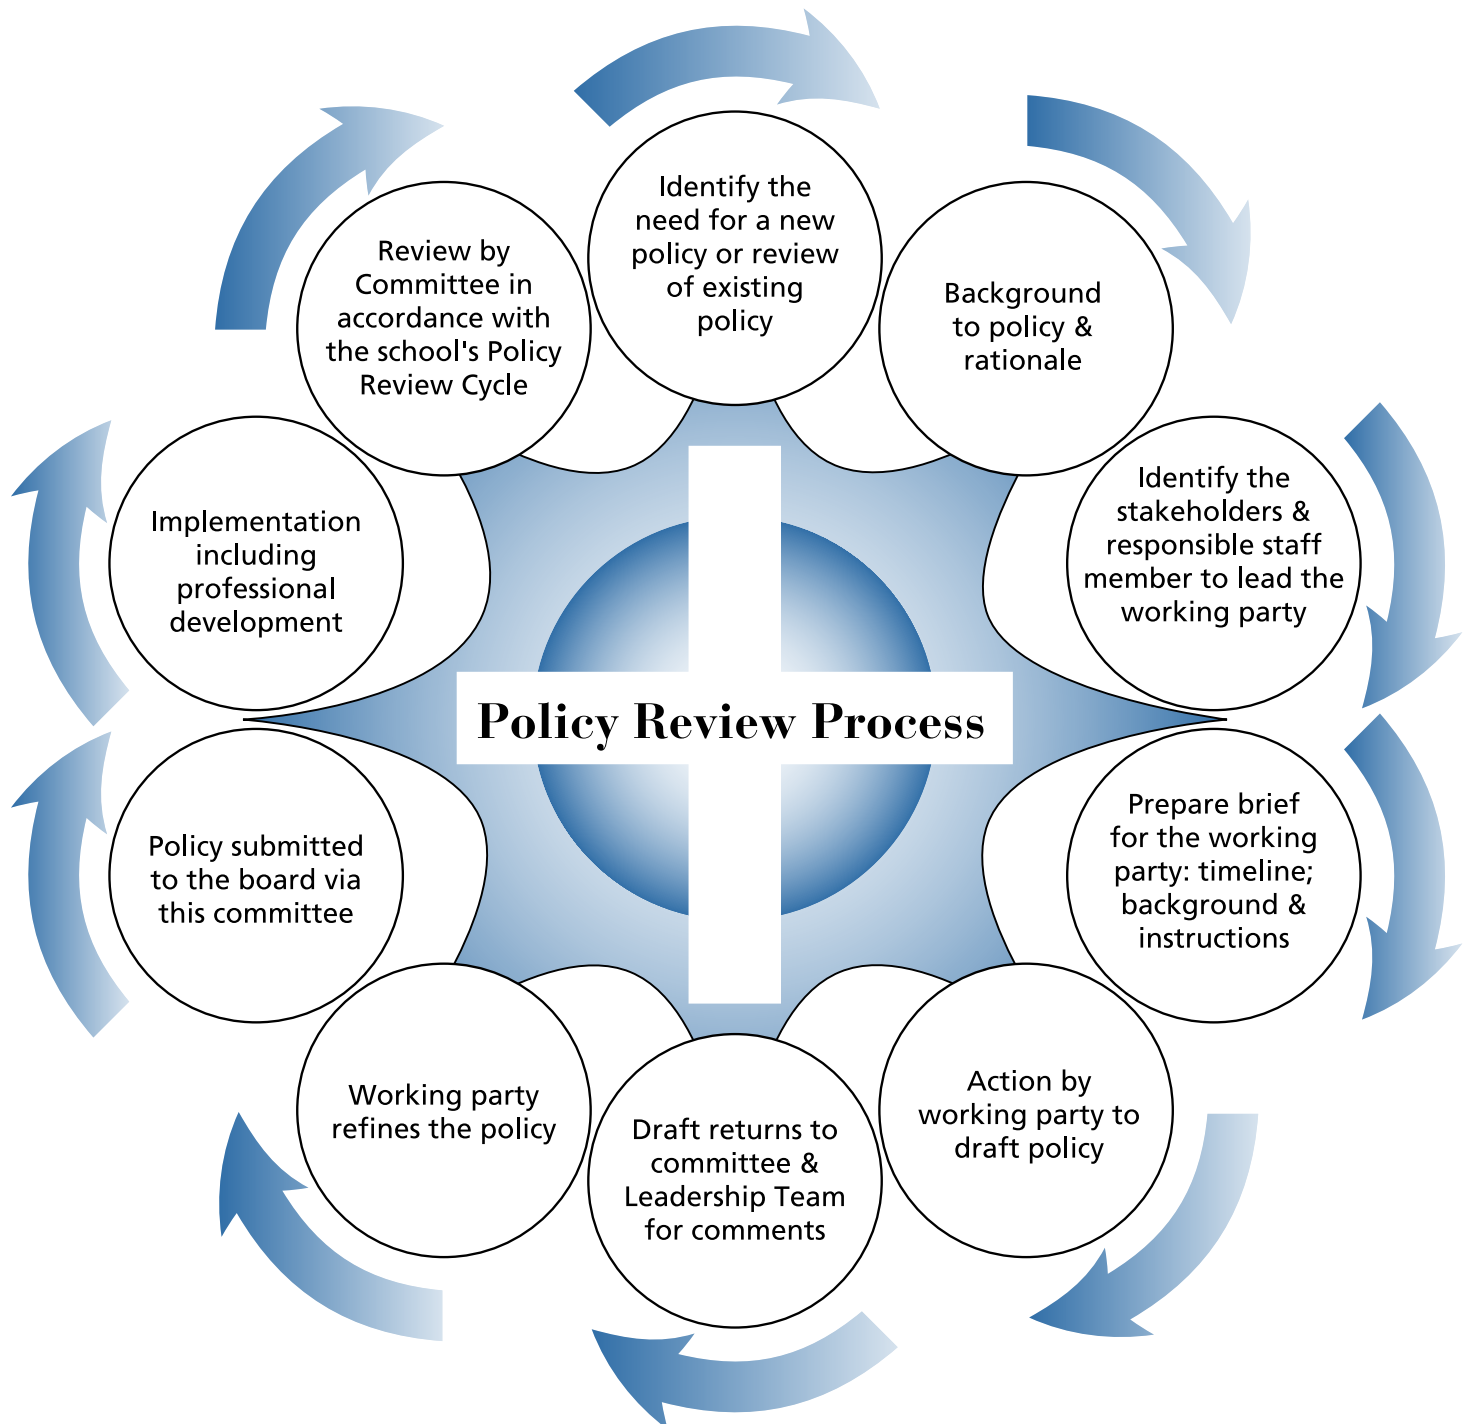 Identify the
need for a new
policy or review
of existing
policy
Background
to policy &
rationale
Identify the
stakeholders &
responsible staff
member to lead the
working party
Prepare brief
for the working
party: timeline;
background &
instructions
Action by
working party to
draft policy
Draft returns to
committee &
Leadership Team
for comments
Working party
refines the policy
Policy submitted
to the board via
this committee
Implementation
including
professional
development
Review by
Committee in
accordance with
the school's Policy
Review Cycle
Policy Review Process